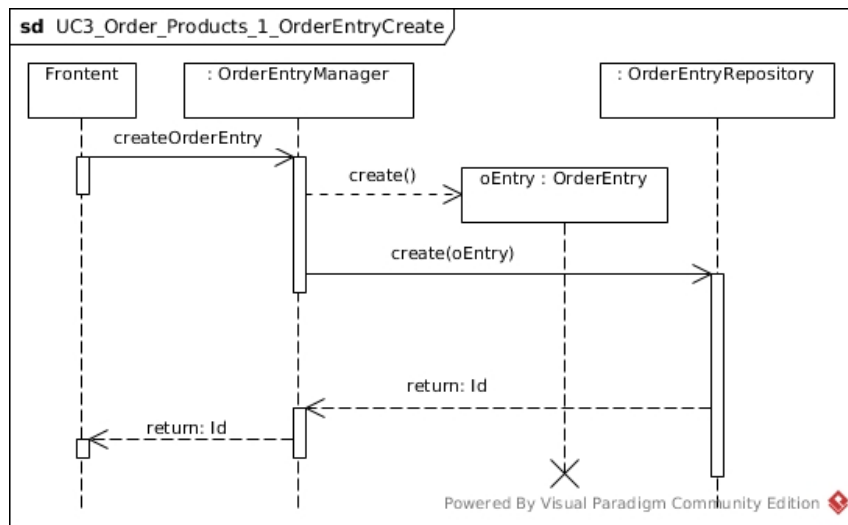 sd UC3_Order_Products_1_OrderEntryCreate
Frontent
: OrderEntryManager
: OrderEntryRepository
createOrderEntry
create()
oEntry : OrderEntry
create(oEntry)
return: Id
return: Id
Powered By Visual Paradigm Community Edition